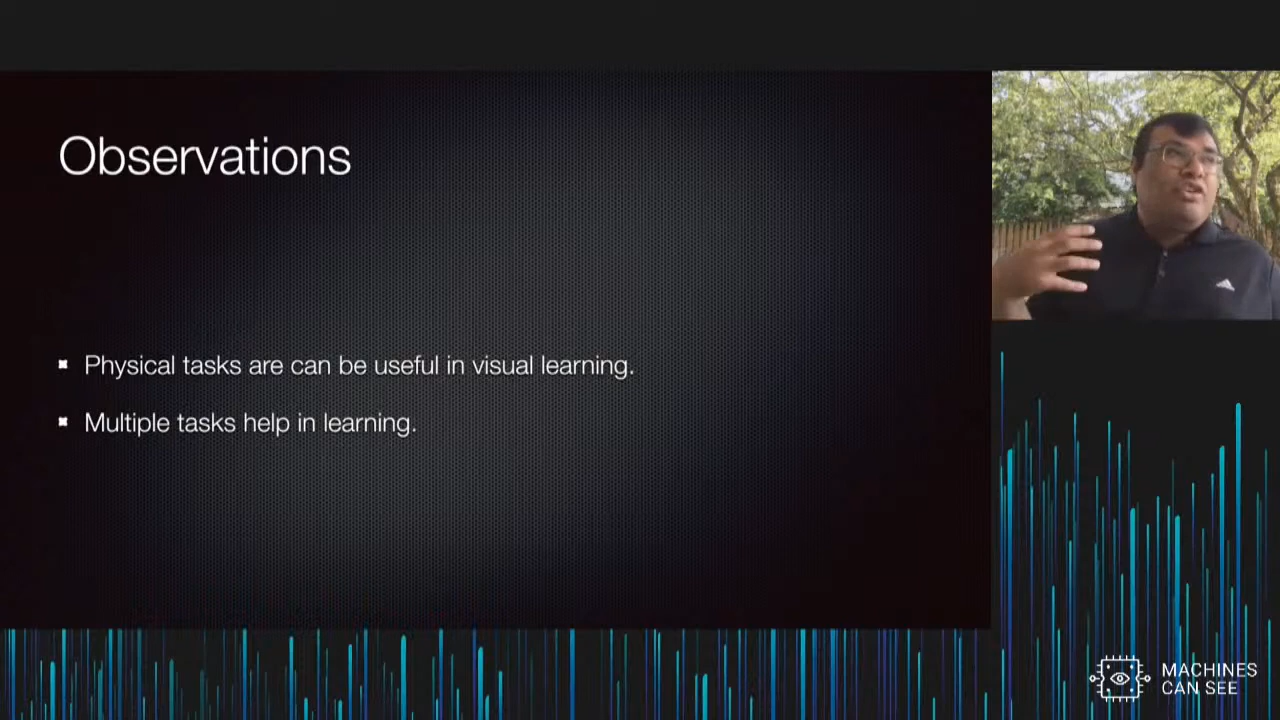 Observations
Physical tasks are can be useful in visual learning.
Multiple tasks help in learning.
MACHINES
CAN SEE